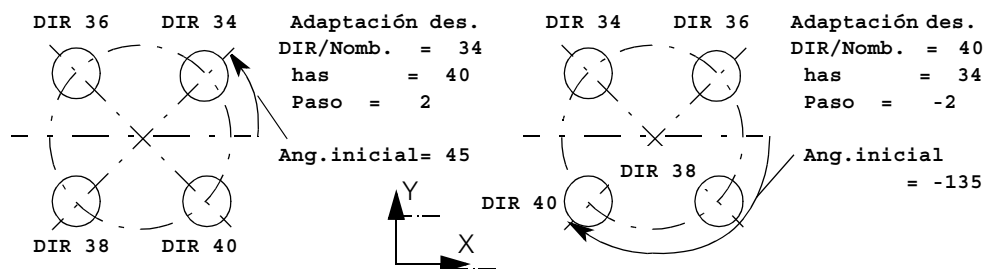 DIR 36 DIR 34 Adaptación des.
DIR/Nomb. = 34
has = 40
Paso = 2
Ang.inicial= 45
DIR 38 DIR 40
Y
X
DIR 34 DIR 36 Adaptación des.
DIR/Nomb. = 40
has = 34
Paso = -2
Ang.inicial
= -135
DIR 38
DIR 40